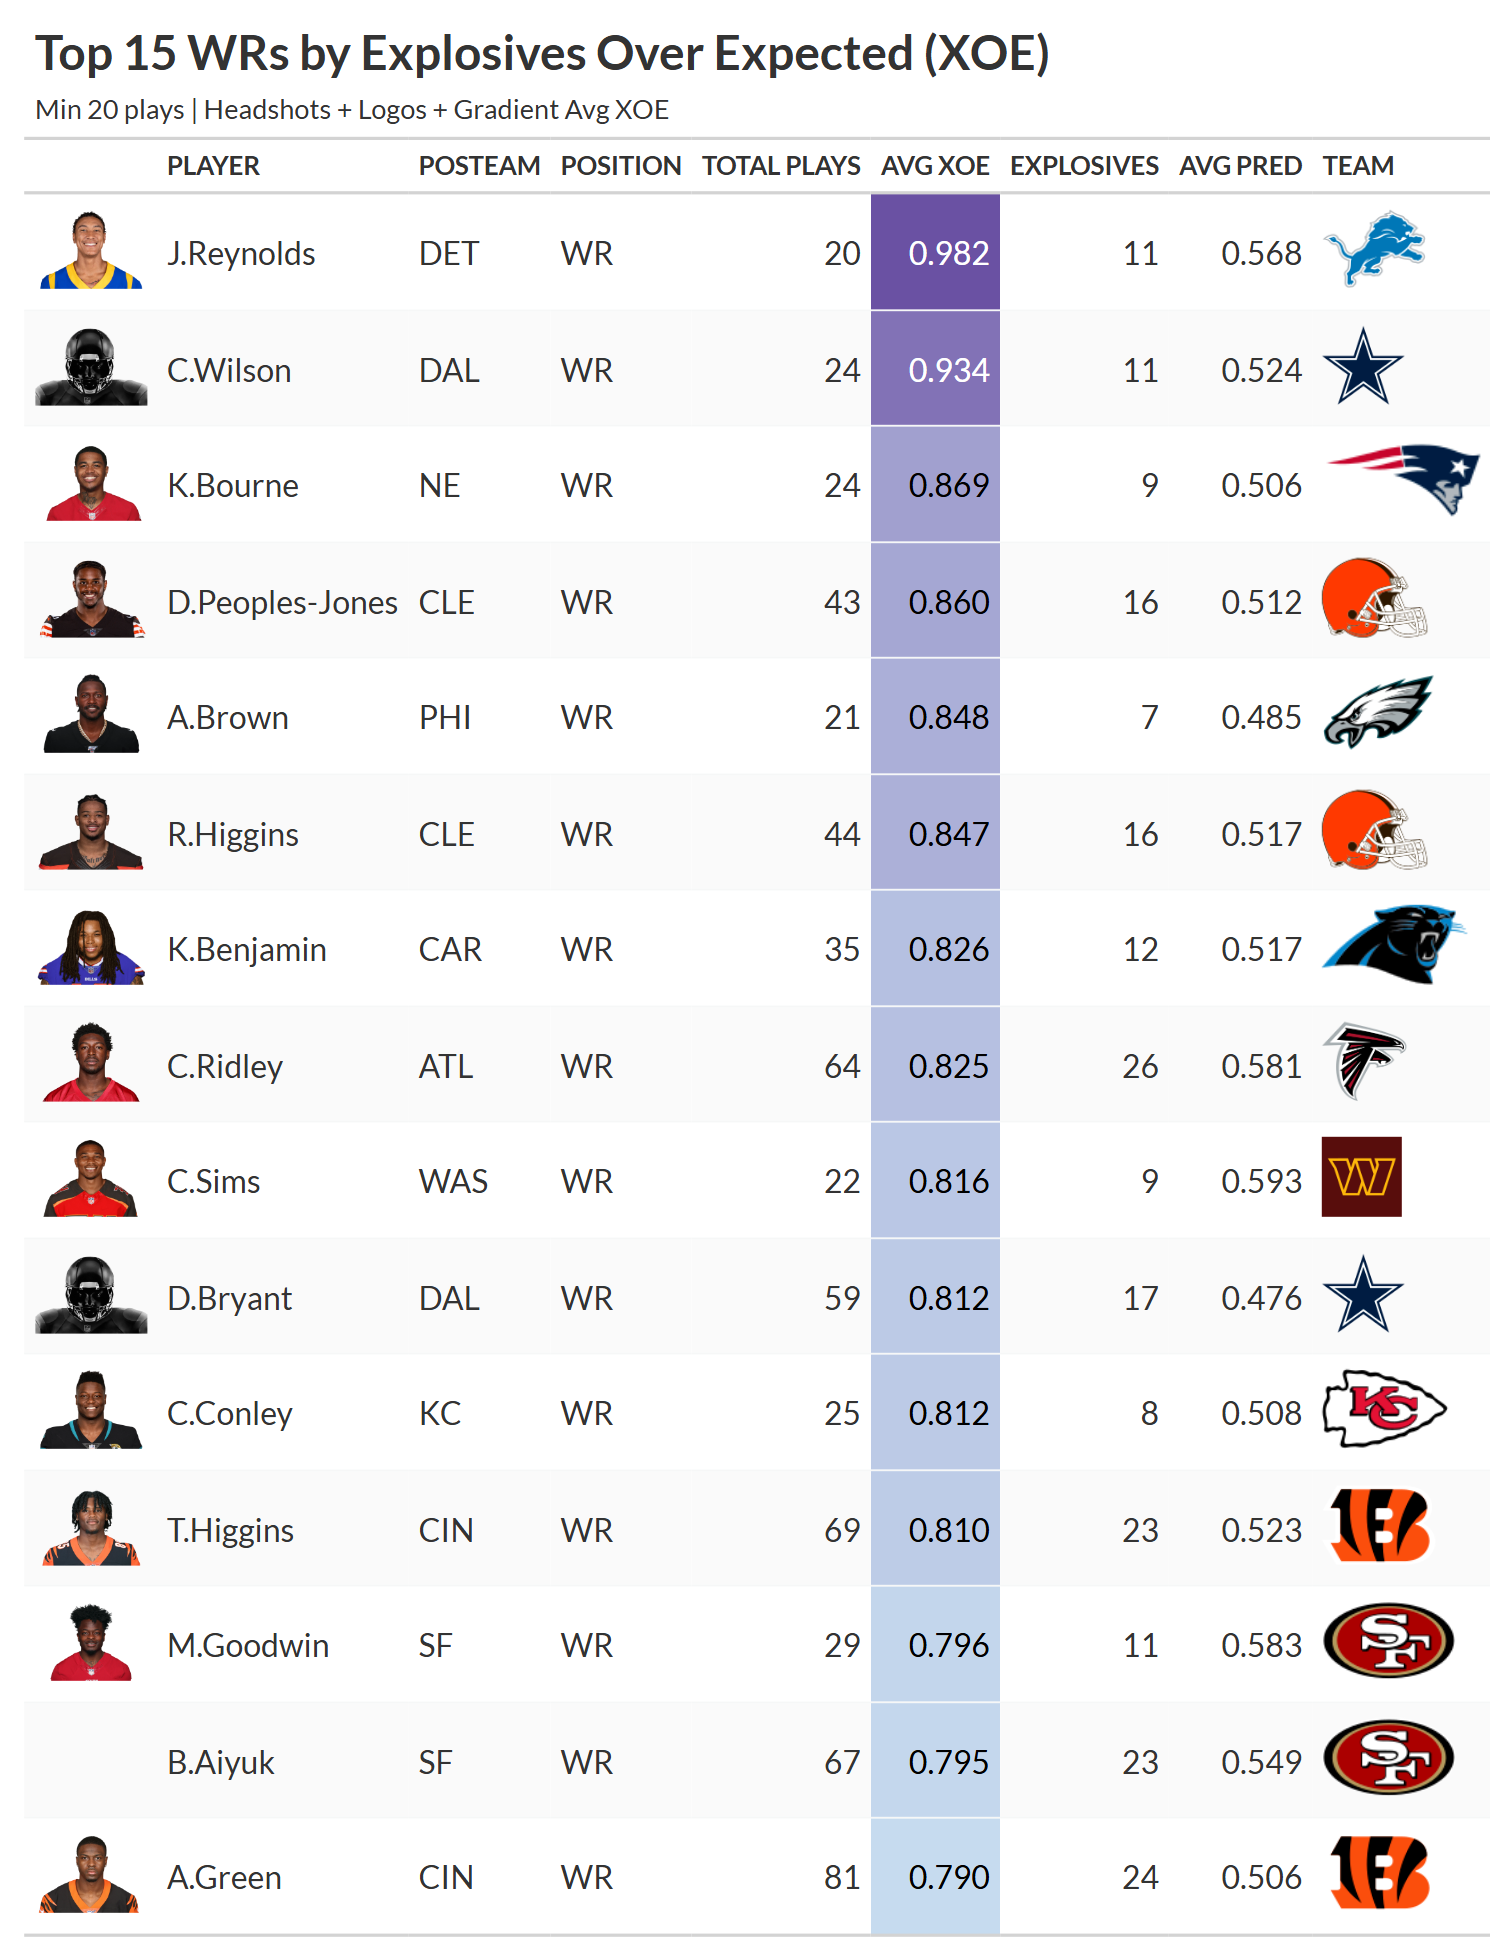 Top 15 WRs by Explosives Over Expected (XOE)
Min 20 plays | Headshots + Logos + Gradient Avg XOE
PLAYER POSTEAM POSITION TOTAL PLAYS AVG XOE EXPLOSIVES AVG PRED TEAM
J.Reynolds DET WR 20 0.982 11 0.568
C.Wilson DAL WR 24 0.934 11 0.524
K.Bourne NE WR 24 0.869 9 0.506
D.Peoples-Jones CLE WR 43 0.860 16 0.512
A.Brown PHI WR 21 0.848 7 0.485
R.Higgins CLE WR 44 0.847 16 0.517
K.Benjamin CAR WR 35 0.826 12 0.517
C.Ridley ATL WR 64 0.825 26 0.581
C.Sims WAS WR 22 0.816 9 0.593 W
D.Bryant DAL WR 59 0.812 17 0.476
C.Conley KC WR 25 0.812 8 0.508 KC
T.Higgins CIN WR 69 0.810 23 0.523 B
M.Goodwin SF WR 29 0.796 11 0.583 SF
B.Aiyuk SF WR 67 0.795 23 0.549 SF
A.Green CIN WR 81 0.790 24 0.506 B